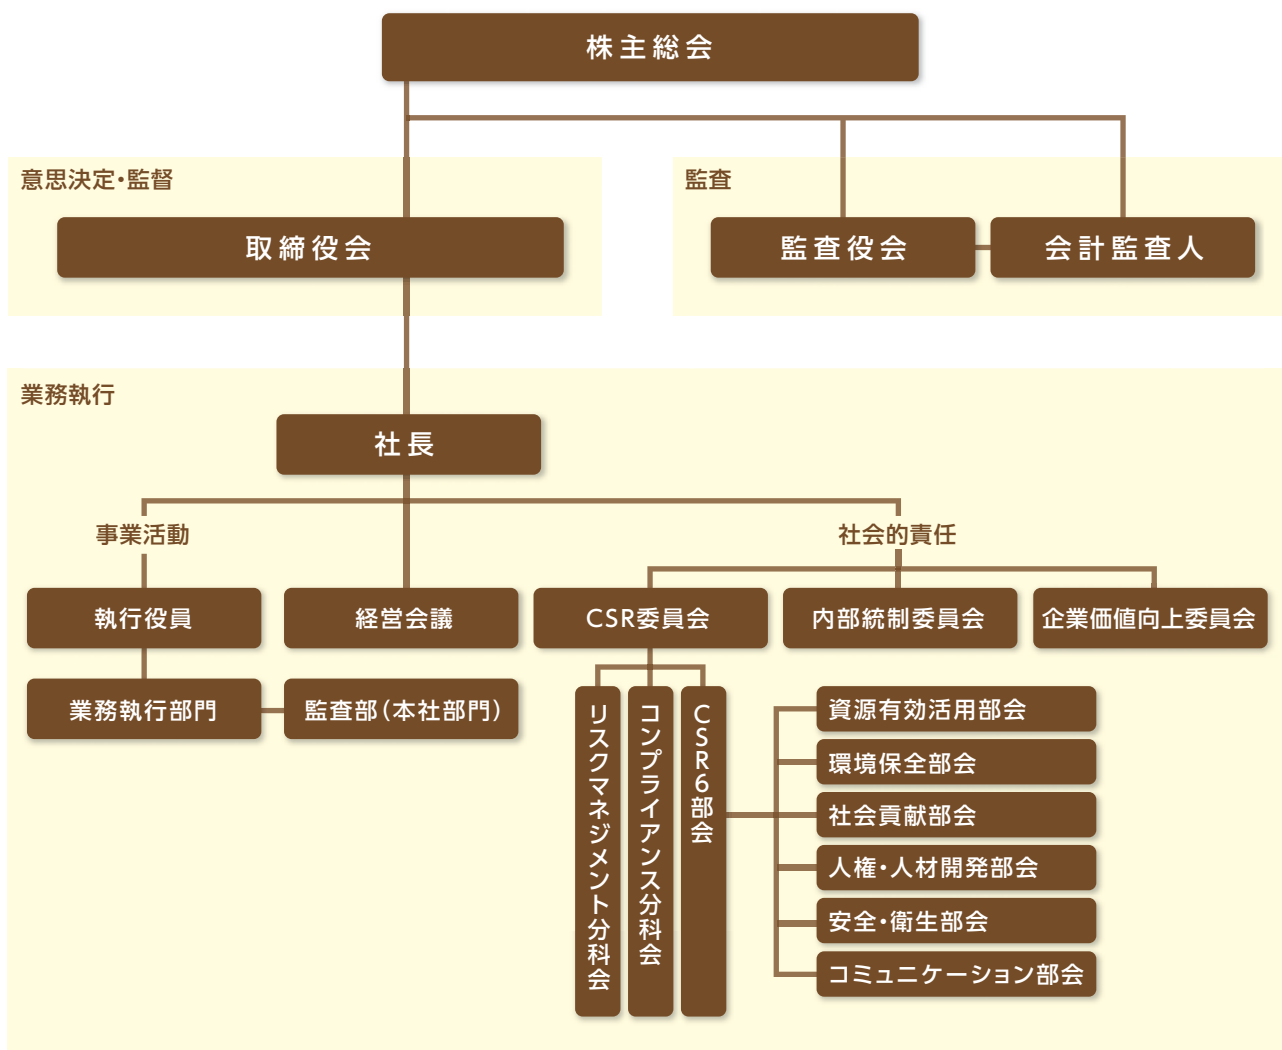 株主総会
意思決定・監督
監査
取締役会
監査役会
会計監査人
業務執行
社長
事業活動
社会的責任
執行役員
経営会議
CSR委員会
内部統制委員会
企業価値向上委員会
業務執行部門
監査部（本社部門）
リスクマネジメント分科会
コンプライアンス分科会
CSR6部会
資源有効活用部会
環境保全部会
社会貢献部会
人権・人材開発部会
安全・衛生部会
コミュニケーション部会